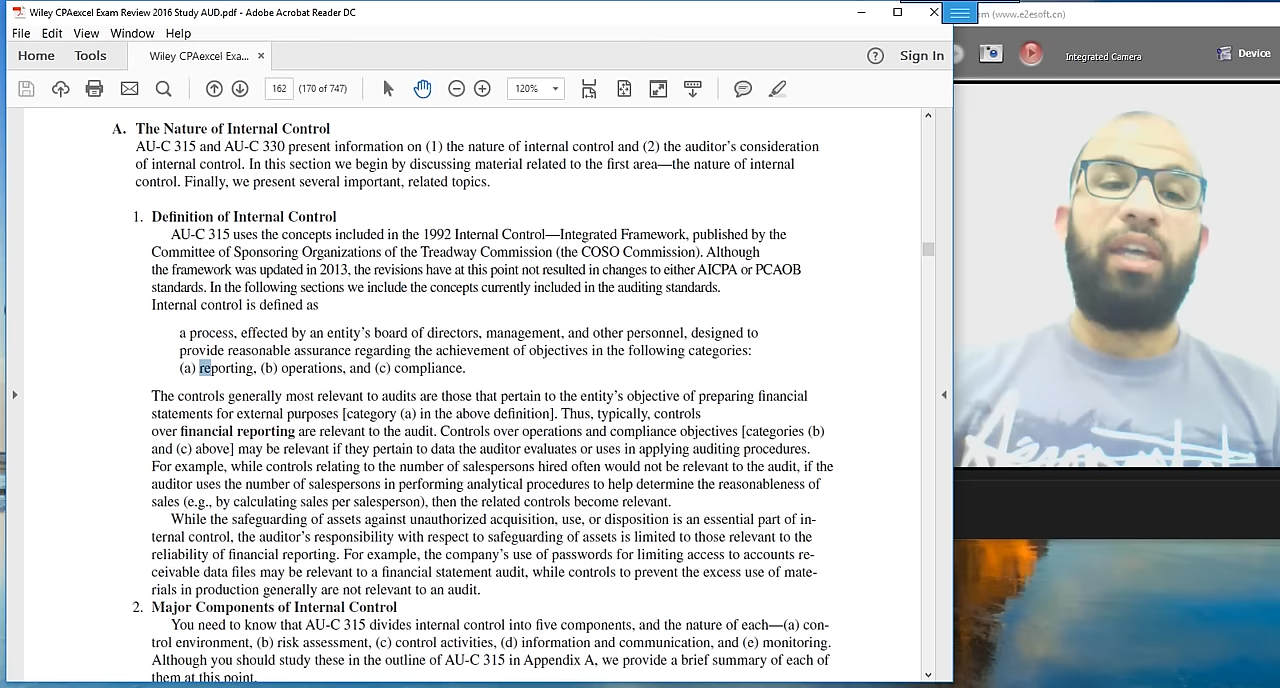 Wiley CPAexcel Exam Review 2016 Study AUD.pdf - Adobe Acrobat Reader DC
(www.e2esoft.cn)
File Edit View Window Help
Home Tools Wiley CPAexcel Exa... × Sign In
Integrated Camera Device
162 (170 of 747) 120%
A. The Nature of Internal Control
AU-C 315 and AU-C 330 present information on (1) the nature of internal control and (2) the auditor's consideration
of internal control. In this section we begin by discussing material related to the first area—the nature of internal
control. Finally, we present several important, related topics.
1. Definition of Internal Control
AU-C 315 uses the concepts included in the 1992 Internal Control—Integrated Framework, published by the
Committee of Sponsoring Organizations of the Treadway Commission (the COSO Commission). Although
the framework was updated in 2013, the revisions have at this point not resulted in changes to either AICPA or PCAOB
standards. In the following sections we include the concepts currently included in the auditing standards.
Internal control is defined as
a process, effected by an entity's board of directors, management, and other personnel, designed to
provide reasonable assurance regarding the achievement of objectives in the following categories:
(a) reporting, (b) operations, and (c) compliance.
The controls generally most relevant to audits are those that pertain to the entity's objective of preparing financial
statements for external purposes [category (a) in the above definition]. Thus, typically, controls
over financial reporting are relevant to the audit. Controls over operations and compliance objectives [categories (b)
and (c) above] may be relevant if they pertain to data the auditor evaluates or uses in applying auditing procedures.
For example, while controls relating to the number of salespersons hired often would not be relevant to the audit, if the
auditor uses the number of salespersons in performing analytical procedures to help determine the reasonableness of
sales (e.g., by calculating sales per salesperson), then the related controls become relevant.
While the safeguarding of assets against unauthorized acquisition, use, or disposition is an essential part of in-
ternal control, the auditor's responsibility with respect to safeguarding of assets is limited to those relevant to the
reliability of financial reporting. For example, the company's use of passwords for limiting access to accounts re-
ceivable data files may be relevant to a financial statement audit, while controls to prevent the excess use of mate-
rials in production generally are not relevant to an audit.
2. Major Components of Internal Control
You need to know that AU-C 315 divides internal control into five components, and the nature of each—(a) con-
trol environment, (b) risk assessment, (c) control activities, (d) information and communication, and (e) monitoring.
Although you should study these in the outline of AU-C 315 in Appendix A, we provide a brief summary of each of
them at this point.